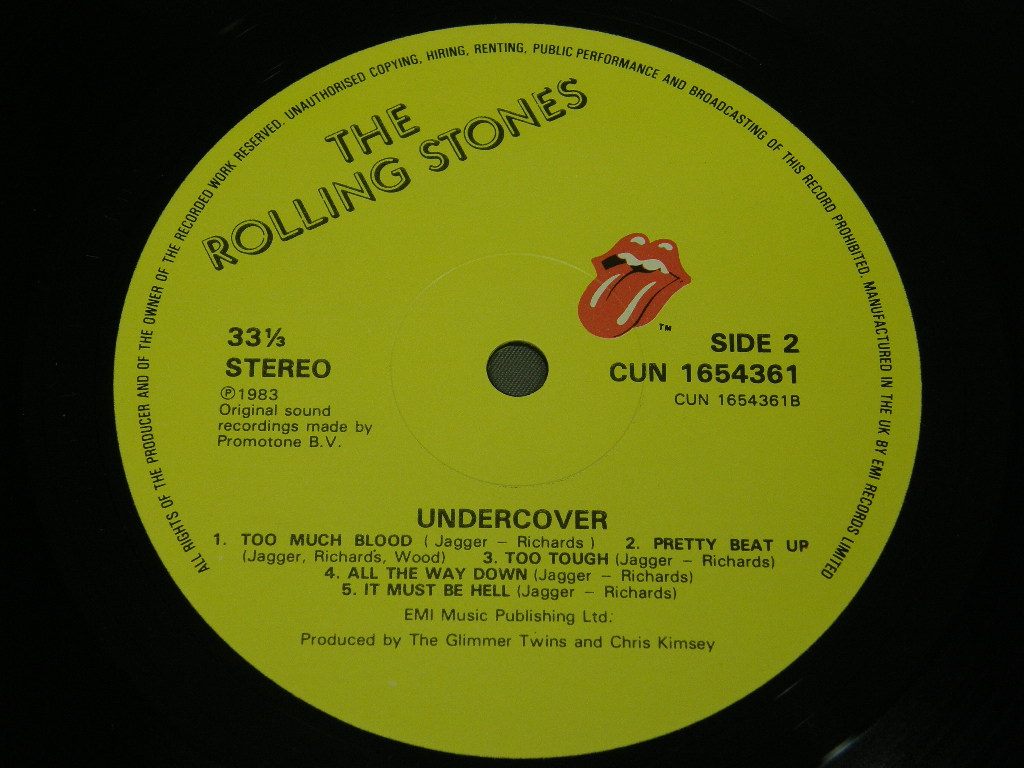 ALL RIGHTS OF THE PRODUCER AND OF THE OWNER OF THE RECORDED WORK RESERVED. UNAUTHORISED COPYING, HIRING, RENTING, PUBLIC PERFORMANCE AND BROADCASTING OF THIS RECORD PROHIBITED. MANUFACTURED IN THE UK BY EMI RECORDS LIMITED
THE
ROLLING STONES
TM
33⅓
STEREO
℗1983
Original sound
recordings made by
Promotone B.V.
SIDE 2
CUN 1654361
CUN 1654361B
UNDERCOVER
1. TOO MUCH BLOOD ( Jagger – Richards ) 2. PRETTY BEAT UP
(Jagger, Richards, Wood) 3. TOO TOUGH (Jagger – Richards)
4. ALL THE WAY DOWN (Jagger – Richards)
5. IT MUST BE HELL (Jagger – Richards)
EMI Music Publishing Ltd.
Produced by The Glimmer Twins and Chris Kimsey